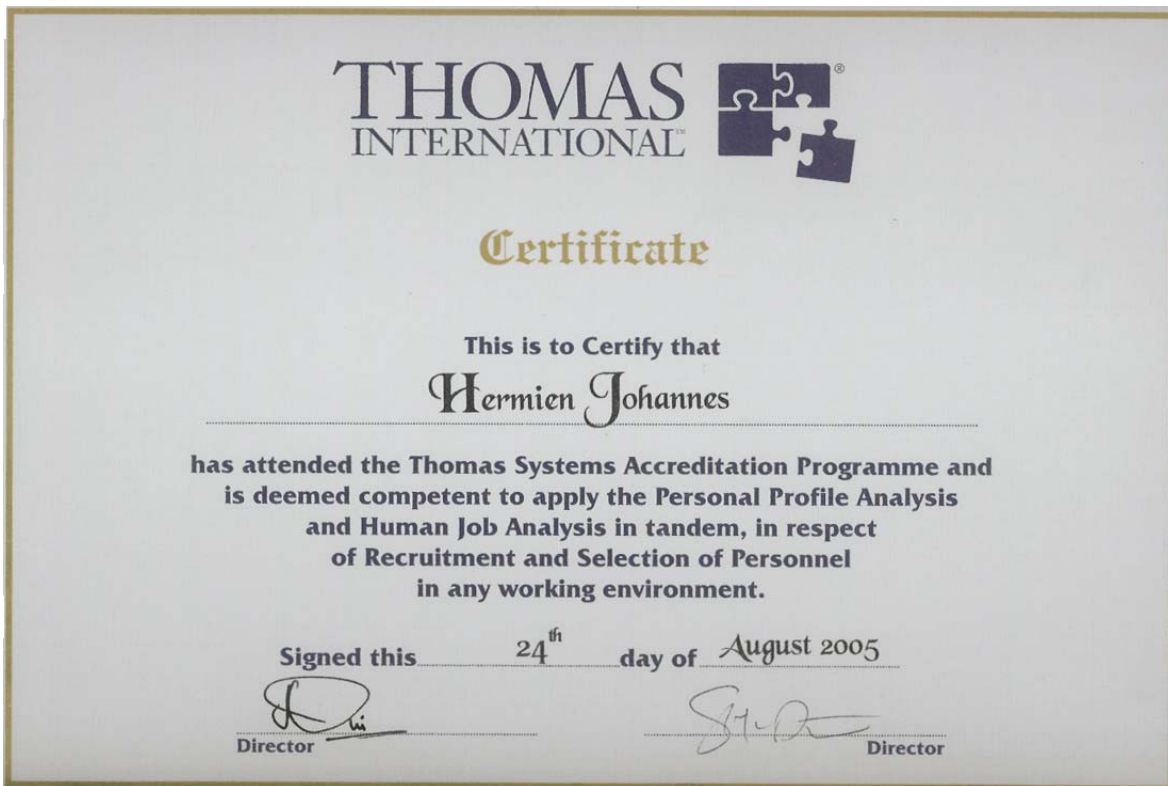 THOMAS ®
INTERNATIONAL™
Certificate
This is to Certify that
Hermien Johannes
has attended the Thomas Systems Accreditation Programme and
is deemed competent to apply the Personal Profile Analysis
and Human Job Analysis in tandem, in respect
of Recruitment and Selection of Personnel
in any working environment.
Signed this 24th day of August 2005
Director Director